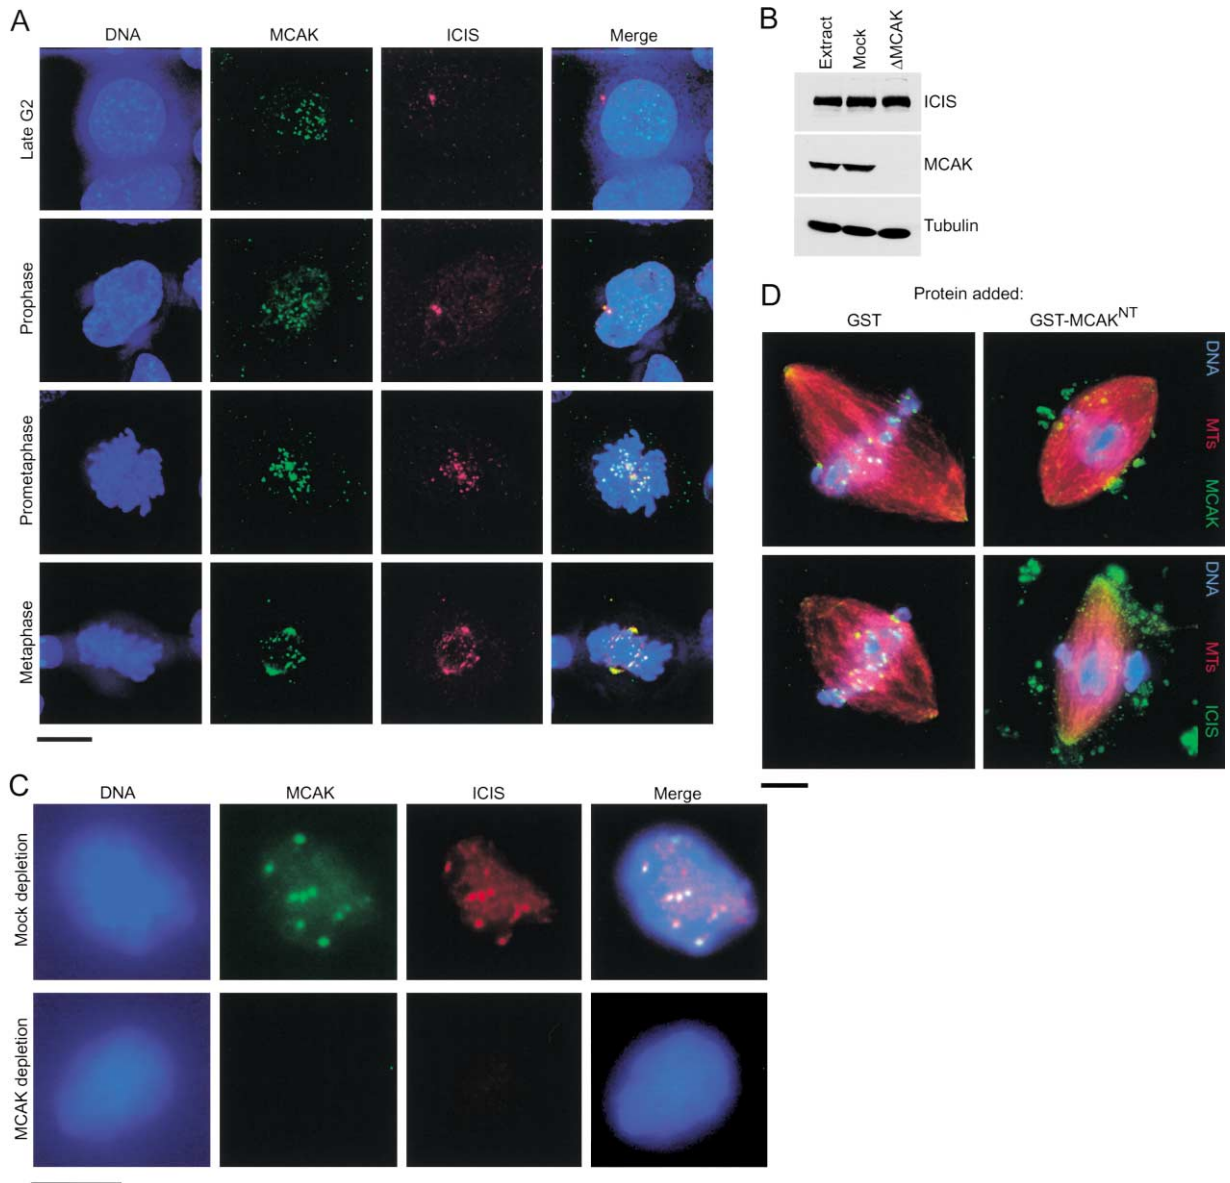 A
DNA MCAK ICIS Merge
Late G2
Prophase
Prometaphase
Metaphase
B
Extract
Mock
ΔMCAK
ICIS
MCAK
Tubulin
C
DNA MCAK ICIS Merge
Mock depletion
MCAK depletion
D
Protein added:
GST GST-MCAK^NT
DNA MTs MCAK
DNA MTs ICIS